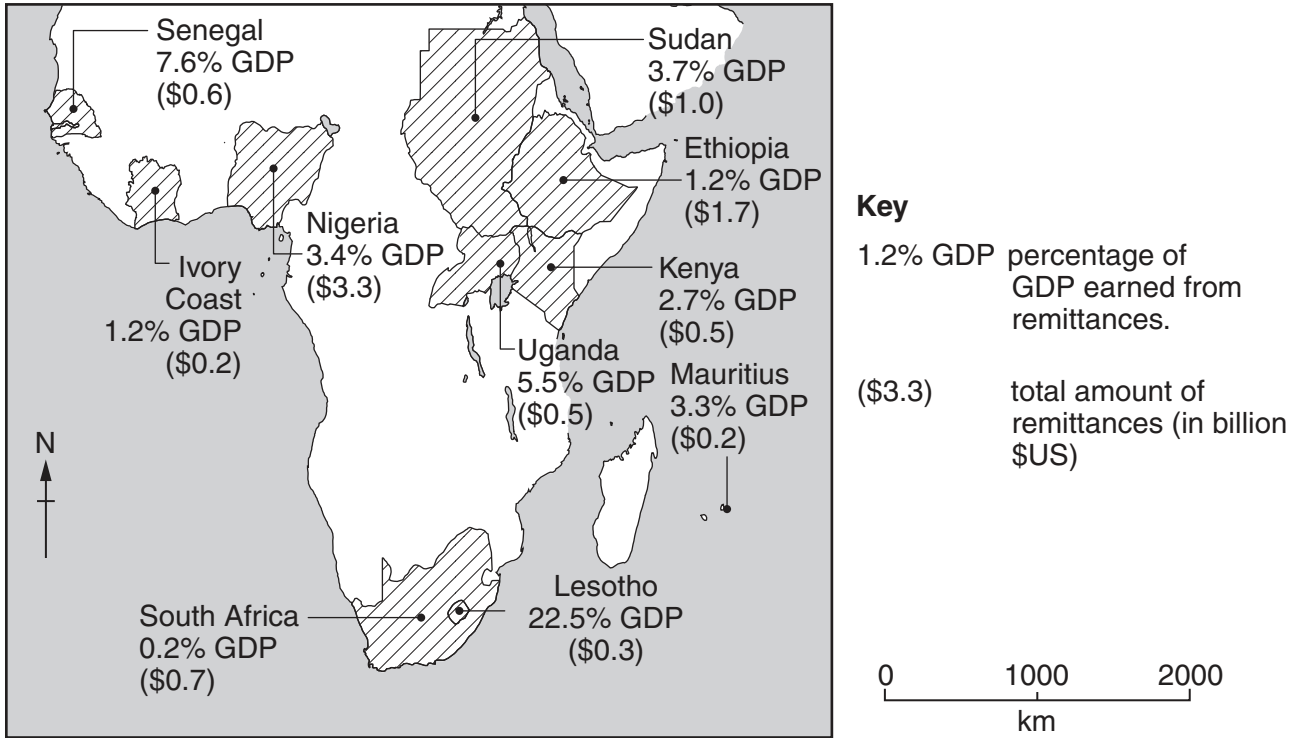 Senegal
7.6% GDP
($0.6)
Sudan
3.7% GDP
($1.0)
Ethiopia
1.2% GDP
($1.7)
Nigeria
3.4% GDP
($3.3)
Ivory
Coast
1.2% GDP
($0.2)
Kenya
2.7% GDP
($0.5)
Uganda
5.5% GDP
($0.5)
Mauritius
3.3% GDP
($0.2)
N
Lesotho
22.5% GDP
($0.3)
South Africa
0.2% GDP
($0.7)
Key
1.2% GDP percentage of
GDP earned from
remittances.
($3.3) total amount of
remittances (in billion
$US)
0 1000 2000
km